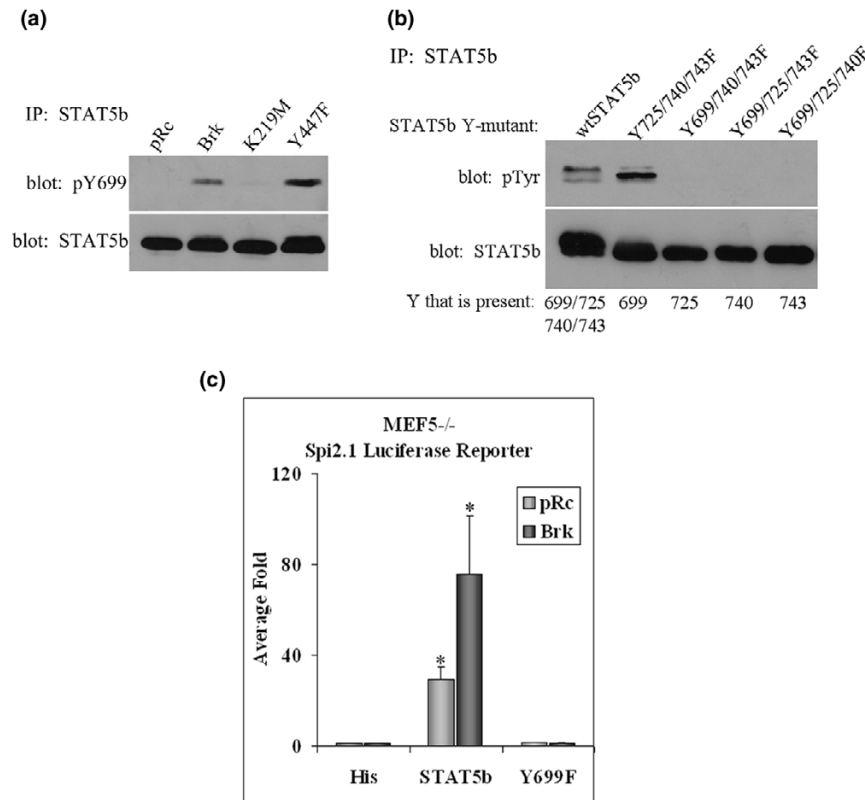 (a)
IP: STAT5b
pRc Brk K219M Y447F
blot: pY699
blot: STAT5b
(b)
IP: STAT5b
STAT5b Y-mutant: wtSTAT5b Y725/740/743F Y699/740/743F Y699/725/743F Y699/725/740F
blot: pTyr
blot: STAT5b
Y that is present: 699/725 699 725 740 743
740/743
(c)
MEF5-/-
Spi2.1 Luciferase Reporter
120
80
40
0
Average Fold
pRc
Brk
*
*
His STAT5b Y699F